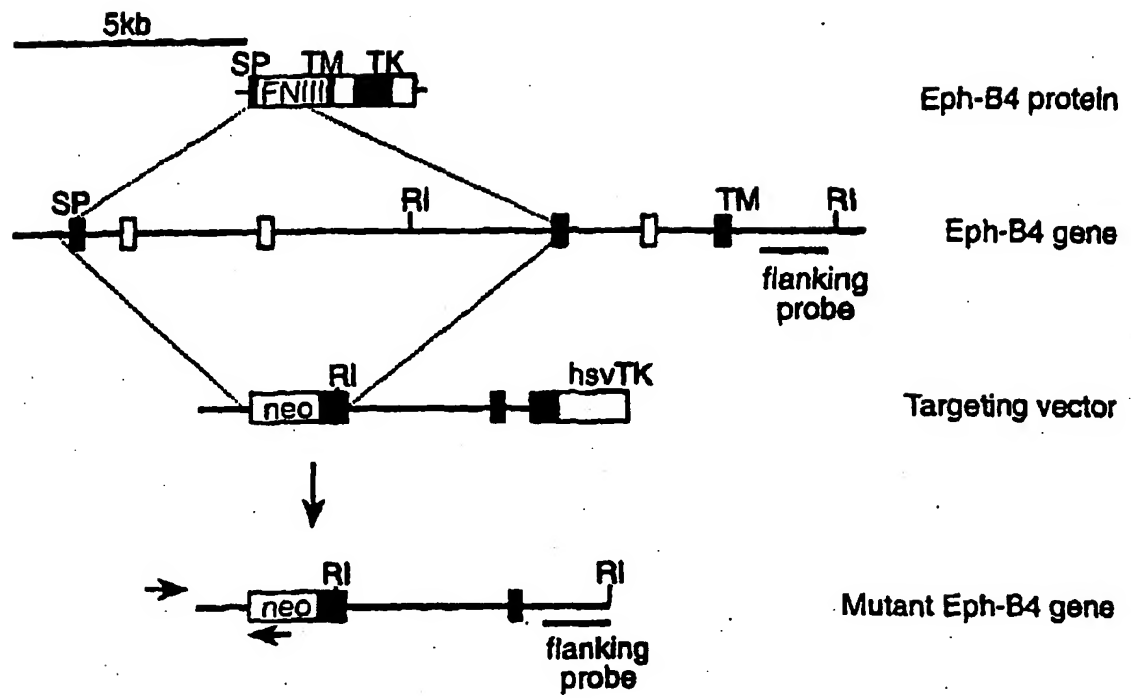 5kb
SP TM TK
FNIII
Eph-B4 protein
SP RI TM RI
Eph-B4 gene
flanking
probe
RI hsvTK
neo
Targeting vector
RI RI
neo
Mutant Eph-B4 gene
flanking
probe